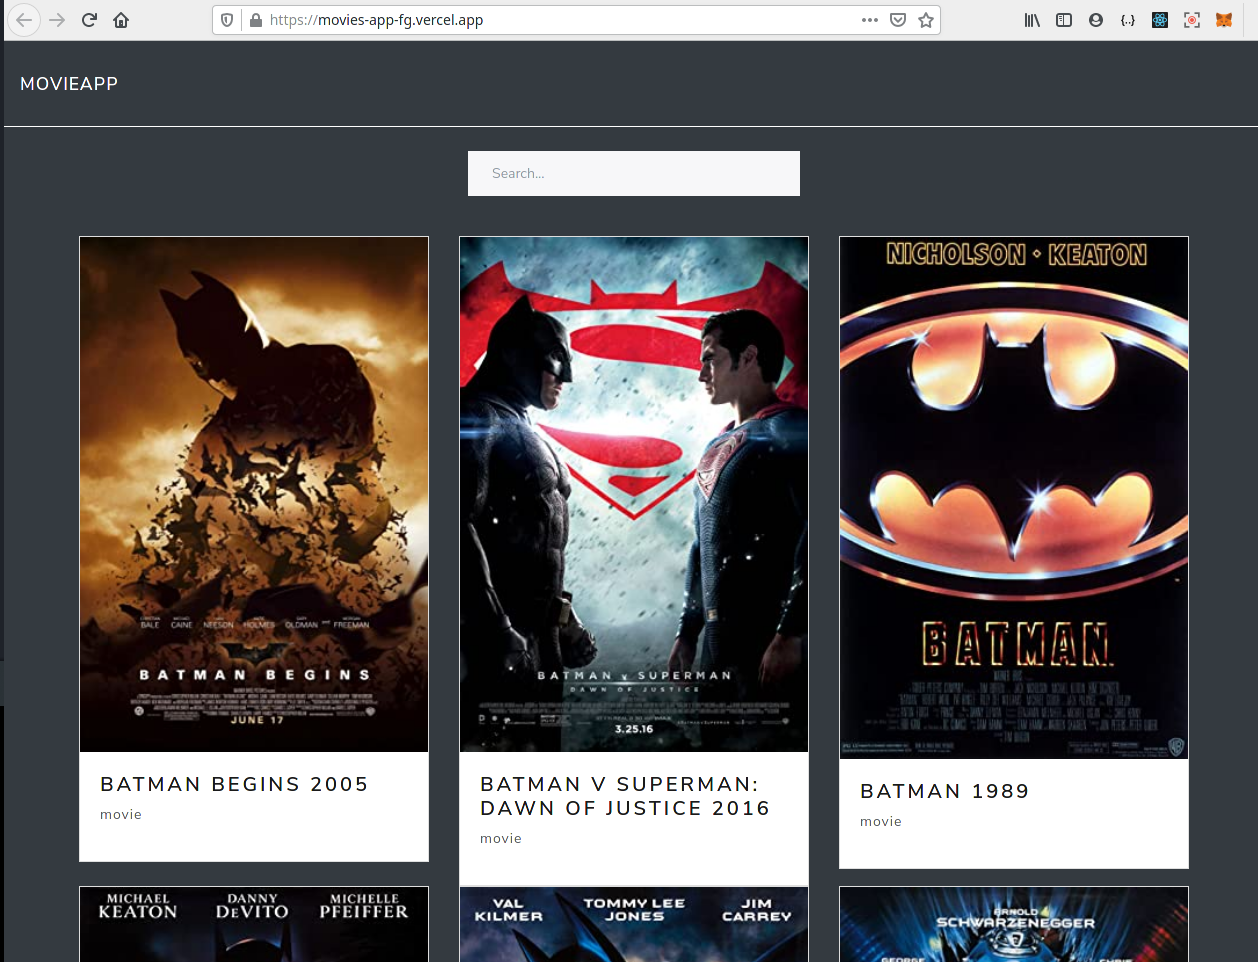 https://movies-app-fg.vercel.app
MOVIEAPP
Search...
CHRISTIAN BALE MICHAEL CAINE LIAM NEESON KATIE HOLMES GARY OLDMAN AND MORGAN FREEMAN
BATMAN BEGINS
JUNE 17
BATMAN BEGINS 2005
movie
BATMAN v SUPERMAN
DAWN OF JUSTICE
3.25.16
BATMAN V SUPERMAN:
DAWN OF JUSTICE 2016
movie
NICHOLSON • KEATON
BATMAN
BATMAN 1989
movie
MICHAEL KEATON DANNY DEVITO MICHELLE PFEIFFER
VAL KILMER TOMMY LEE JONES JIM CARREY
ARNOLD SCHWARZENEGGER
GEORGE CHRIS